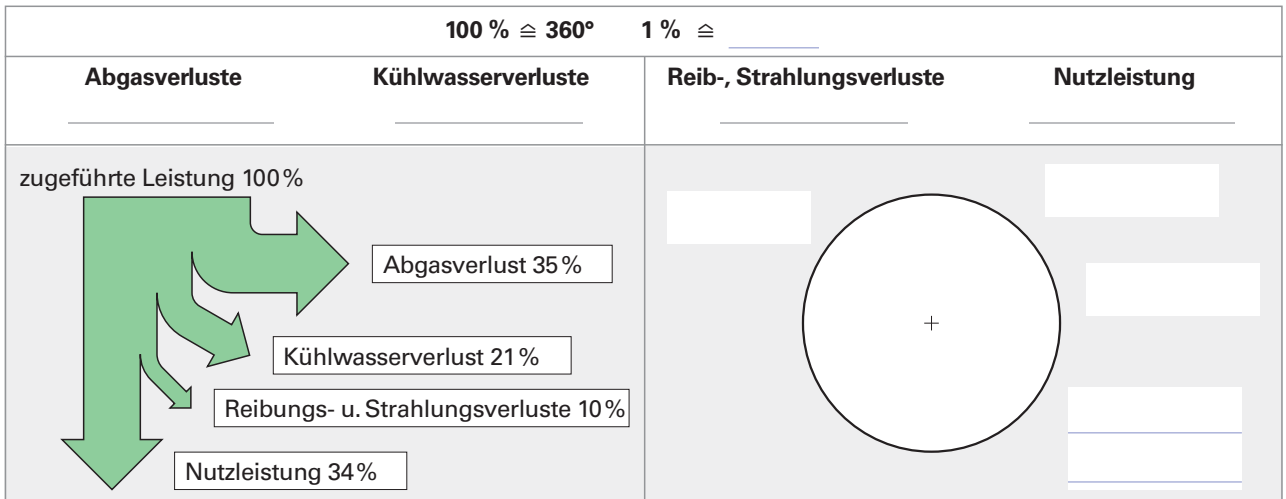 100 % ≙ 360° 1 % ≙
Abgasverluste Kühlwasserverluste Reib-, Strahlungsverluste Nutzleistung
zugeführte Leistung 100 %
Abgasverlust 35 %
Kühlwasserverlust 21 %
Reibungs- u. Strahlungsverluste 10 %
Nutzleistung 34 %